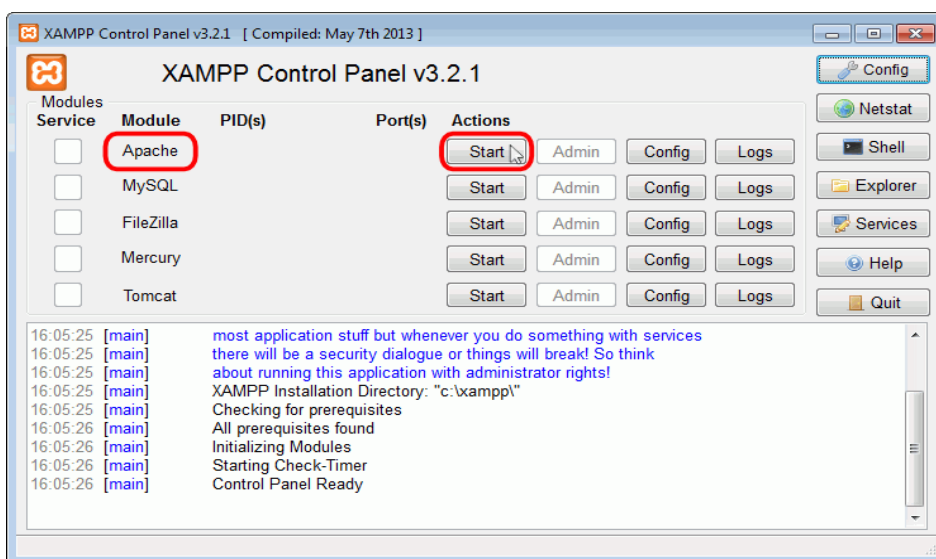 XAMPP Control Panel v3.2.1 [ Compiled: May 7th 2013 ]
XAMPP Control Panel v3.2.1
Config
Modules
Netstat
Service Module PID(s) Port(s) Actions
Apache Start Admin Config Logs
Shell
MySQL Start Admin Config Logs
Explorer
FileZilla Start Admin Config Logs
Services
Mercury Start Admin Config Logs
Help
Tomcat Start Admin Config Logs
Quit
16:05:25 [main] most application stuff but whenever you do something with services
16:05:25 [main] there will be a security dialogue or things will break! So think
16:05:25 [main] about running this application with administrator rights!
16:05:25 [main] XAMPP Installation Directory: "c:\xampp\"
16:05:25 [main] Checking for prerequisites
16:05:26 [main] All prerequisites found
16:05:26 [main] Initializing Modules
16:05:26 [main] Starting Check-Timer
16:05:26 [main] Control Panel Ready